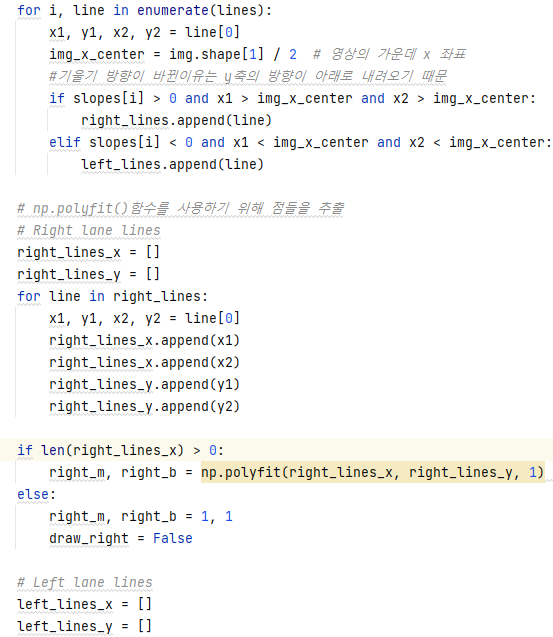 for i, line in enumerate(lines):
    x1, y1, x2, y2 = line[0]
    img_x_center = img.shape[1] / 2  # 영상의 가운데 x 좌표
    #기울기 방향이 바뀐이유는 y축의 방향이 아래로 내려오기 때문
    if slopes[i] > 0 and x1 > img_x_center and x2 > img_x_center:
        right_lines.append(line)
    elif slopes[i] < 0 and x1 < img_x_center and x2 < img_x_center:
        left_lines.append(line)

# np.polyfit()함수를 사용하기 위해 점들을 추출
# Right lane lines
right_lines_x = []
right_lines_y = []
for line in right_lines:
    x1, y1, x2, y2 = line[0]
    right_lines_x.append(x1)
    right_lines_x.append(x2)
    right_lines_y.append(y1)
    right_lines_y.append(y2)

if len(right_lines_x) > 0:
    right_m, right_b = np.polyfit(right_lines_x, right_lines_y, 1)
else:
    right_m, right_b = 1, 1
    draw_right = False

# Left lane lines
left_lines_x = []
left_lines_y = []